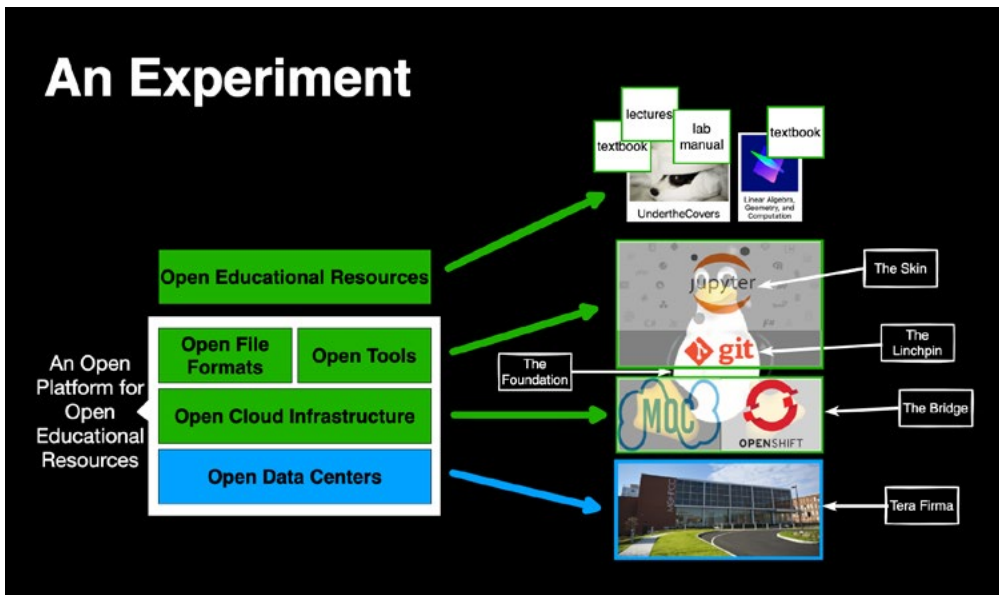 An Experiment
Open Educational Resources
Open File
Formats
Open Tools
Open Cloud Infrastructure
Open Data Centers
An Open
Platform for
Open
Educational
Resources
lectures
textbook
lab
manual
UndertheCovers
textbook
Linear Algebra,
Geometry, and
Computation
jupyter
git
The Skin
The
Linchpin
The
Foundation
MOC
OPENSHIFT
The Bridge
Tera Firma